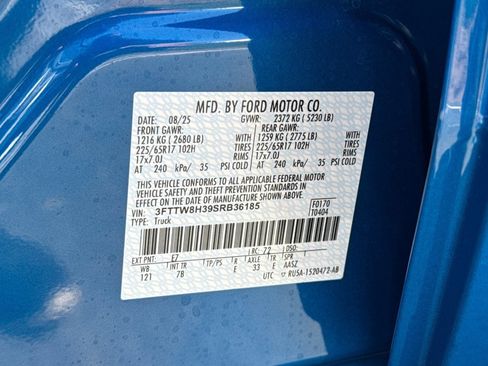 MFD. BY FORD MOTOR CO.
DATE: 08/25 GVWR: 2372 KG ( 5230 LB)
FRONT GAWR: REAR GAWR:
1216 KG ( 2680 LB) WITH 1259 KG ( 2775 LB) WITH
225/65R17 102H 225/65R17 102H
17x7.0J 17x7.0J
AT 240 kPa/ 35 PSI COLD AT 240 kPa/ 35 PSI COLD
THIS VEHICLE CONFORMS TO ALL APPLICABLE FEDERAL MOTOR
VEHICLE SAFETY AND THEFT PREVENTION STANDARDS IN
EFFECT ON THE DATE OF MANUFACTURE SHOWN ABOVE.
VIN: 3FTTW8H39SRB36185 F0170
TYPE: Truck T0404
EXT PNT: E7 RC: 72 DSO:
WB INT TR TP/PS R AXLE TR SPR
121 78 E 33 E AA5Z
UTC RU5A-1520472-AB